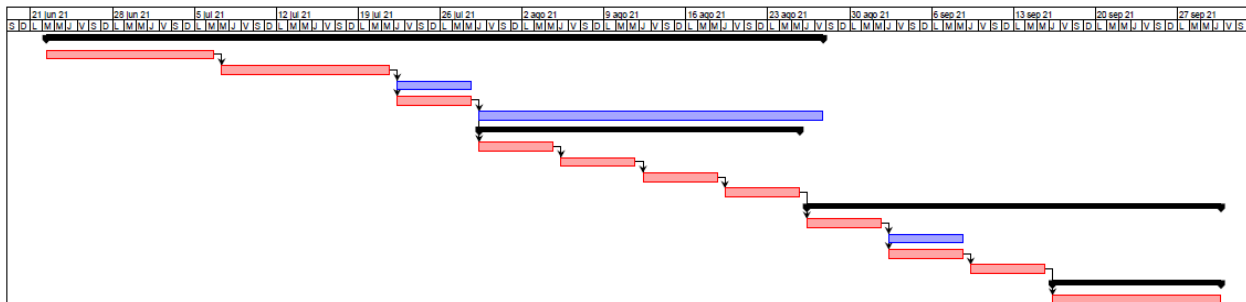 21 jun 21 28 jun 21 5 jul 21 12 jul 21 19 jul 21 26 jul 21 2 ago 21 9 ago 21 16 ago 21 23 ago 21 30 ago 21 6 sep 21 13 sep 21 20 sep 21 27 sep 21
S D L M M J V S D L M M J V S D L M M J V S D L M M J V S D L M M J V S D L M M J V S D L M M J V S D L M M J V S D L M M J V S D L M M J V S D L M M J V S D L M M J V S D L M M J V S D L M M J V S D L M M J V S